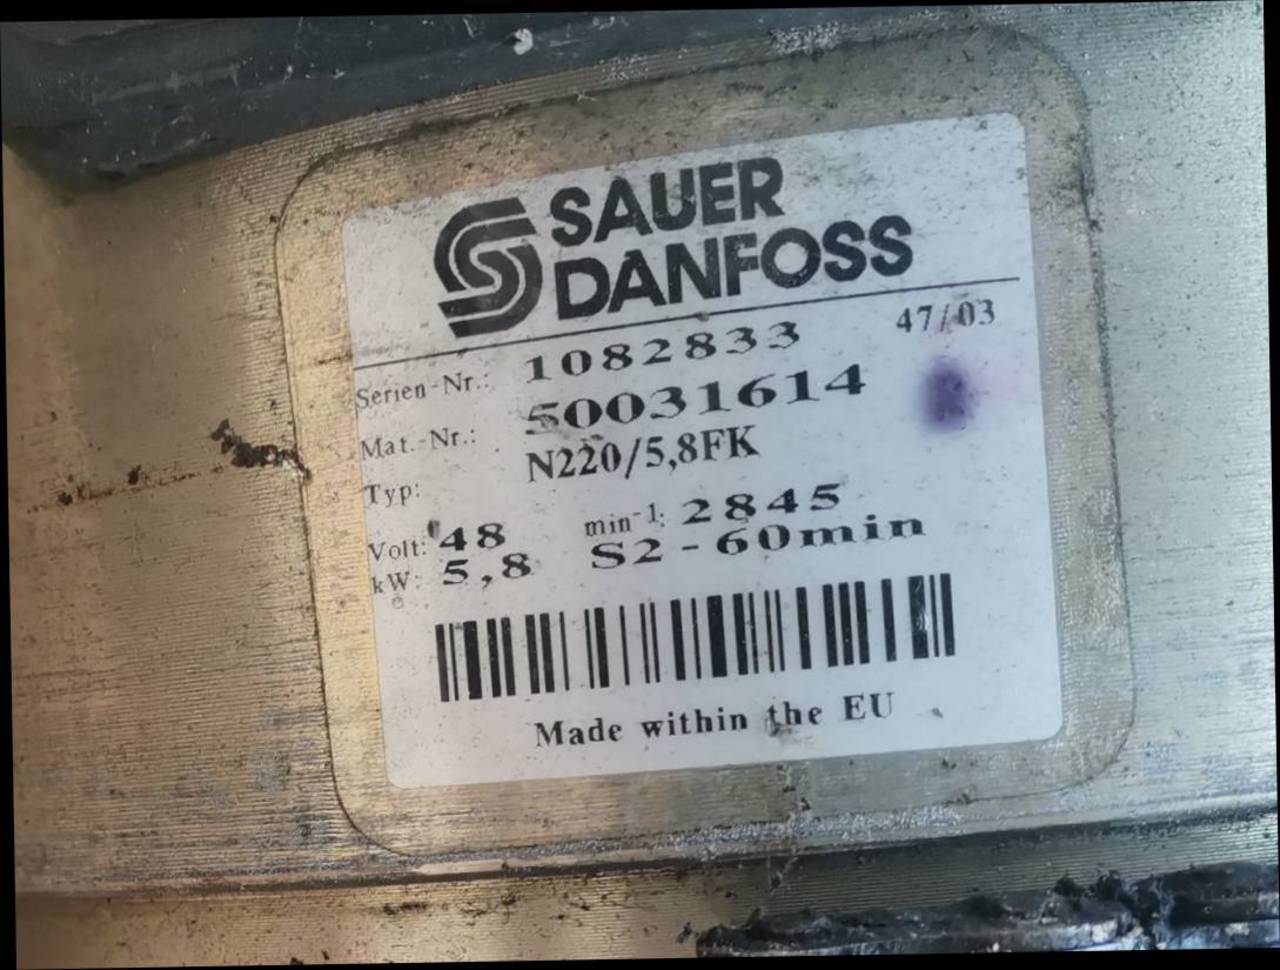 SAUER
DANFOSS
47/03
Serien-Nr.: 1082833
Mat.-Nr.: 50031614
Typ: N220/5,8FK
Volt: 48 min-1: 2845
kW: 5,8 S2-60min
Made within the EU